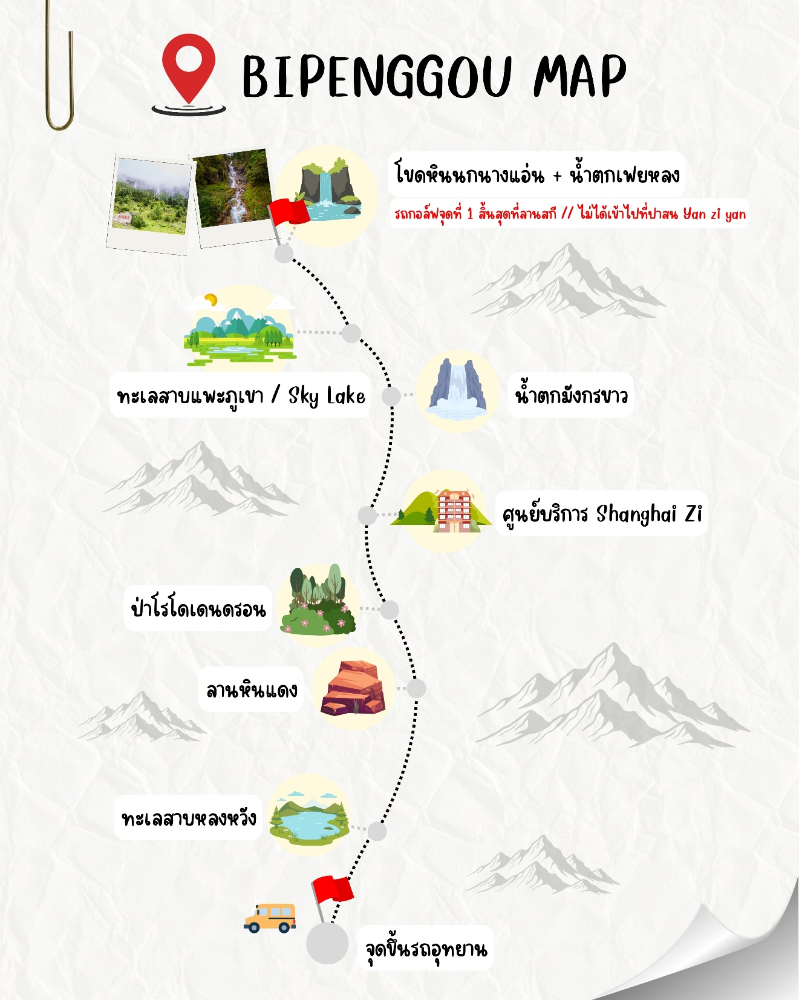 BIPENGGOU MAP
โขดหินนกนางแอ่น + น้ำตกเฟยหลง
รถกอล์ฟจุดที่ 1 สิ้นสุดที่ลานสกี // ไม่ได้เข้าไปที่ปาสน Yan zi yan
ทะเลสาบแพะภูเขา / Sky Lake
น้ำตกมังกรขาว
ศูนย์บริการ Shanghai Zi
ป่าโรโดเดนดรอน
ลานหินแดง
ทะเลสาบหลงหวัง
จุดขึ้นรถอุทยาน